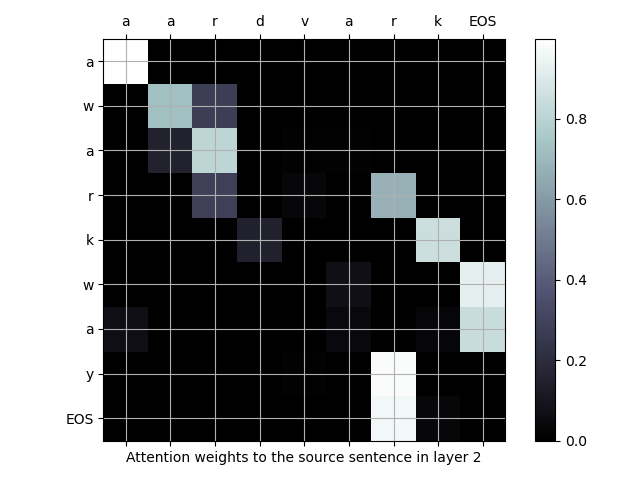 a a r d v a r k EOS
a
w
a
r
k
w
a
y
EOS
0.8
0.6
0.4
0.2
0.0
Attention weights to the source sentence in layer 2